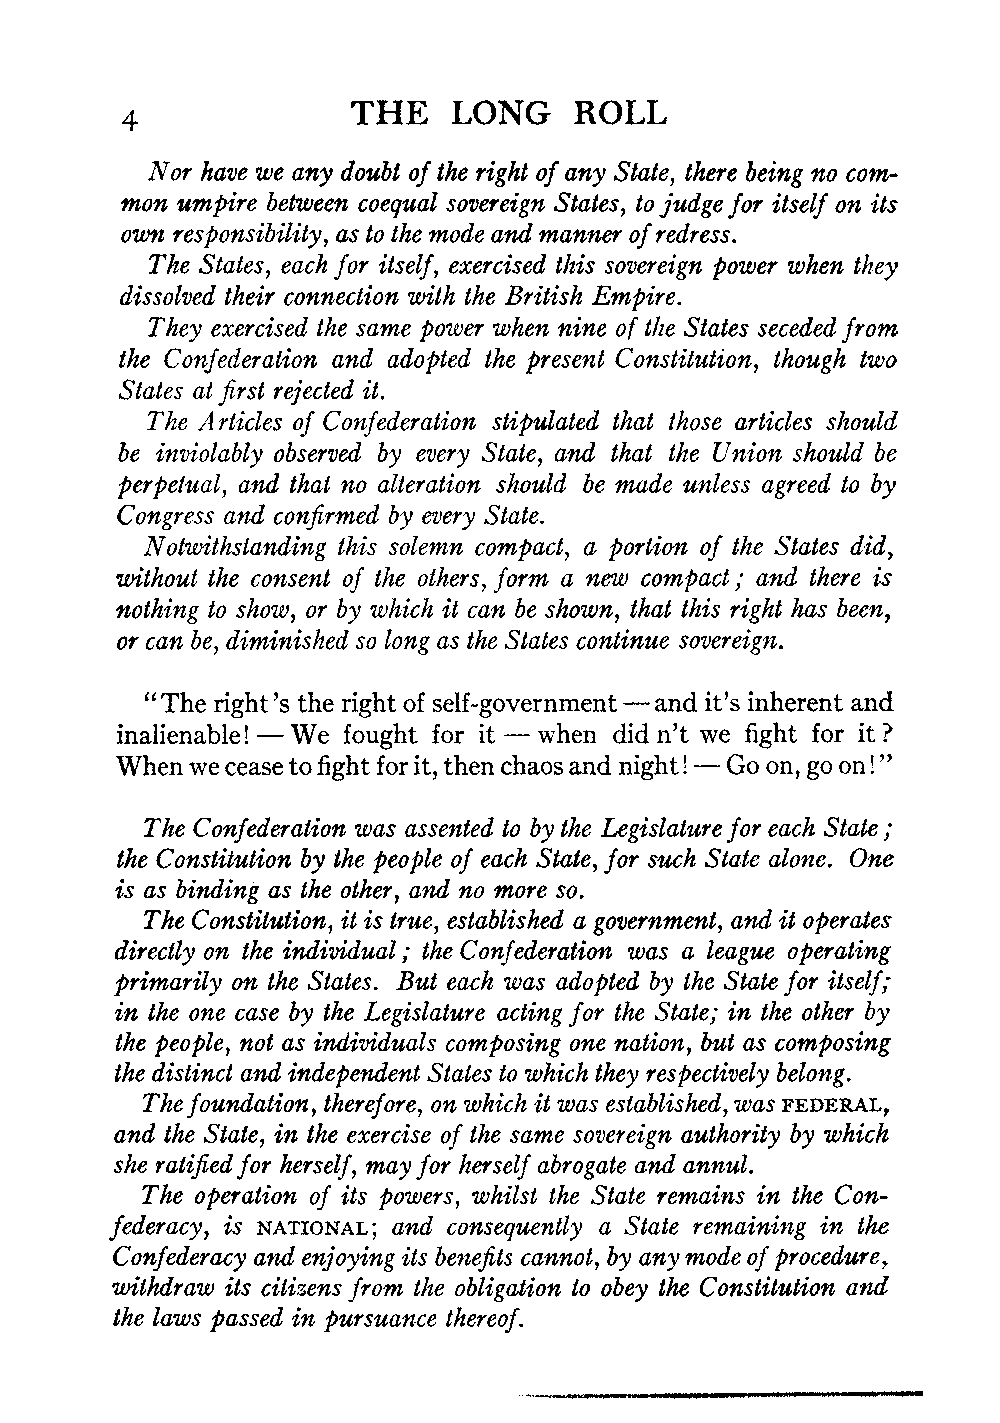 4 THE LONG ROLL
Nor have we any doubt of the right of any State, there being no com-
mon umpire between coequal sovereign States, to judge for itself on its
own responsibility, as to the mode and manner of redress.
The States, each for itself, exercised this sovereign power when they
dissolved their connection with the British Empire.
They exercised the same power when nine of the States seceded from
the Confederation and adopted the present Constitution, though two
States at first rejected it.
The Articles of Confederation stipulated that those articles should
be inviolably observed by every State, and that the Union should be
perpetual, and that no alteration should be made unless agreed to by
Congress and confirmed by every State.
Notwithstanding this solemn compact, a portion of the States did,
without the consent of the others, form a new compact; and there is
nothing to show, or by which it can be shown, that this right has been,
or can be, diminished so long as the States continue sovereign.
"The right's the right of self-government — and it's inherent and
inalienable! — We fought for it — when did n't we fight for it?
When we cease to fight for it, then chaos and night! — Go on, go on!"
The Confederation was assented to by the Legislature for each State;
the Constitution by the people of each State, for such State alone. One
is as binding as the other, and no more so.
The Constitution, it is true, established a government, and it operates
directly on the individual; the Confederation was a league operating
primarily on the States. But each was adopted by the State for itself;
in the one case by the Legislature acting for the State; in the other by
the people, not as individuals composing one nation, but as composing
the distinct and independent States to which they respectively belong.
The foundation, therefore, on which it was established, was FEDERAL,
and the State, in the exercise of the same sovereign authority by which
she ratified for herself, may for herself abrogate and annul.
The operation of its powers, whilst the State remains in the Con-
federacy, is NATIONAL; and consequently a State remaining in the
Confederacy and enjoying its benefits cannot, by any mode of procedure,
withdraw its citizens from the obligation to obey the Constitution and
the laws passed in pursuance thereof.